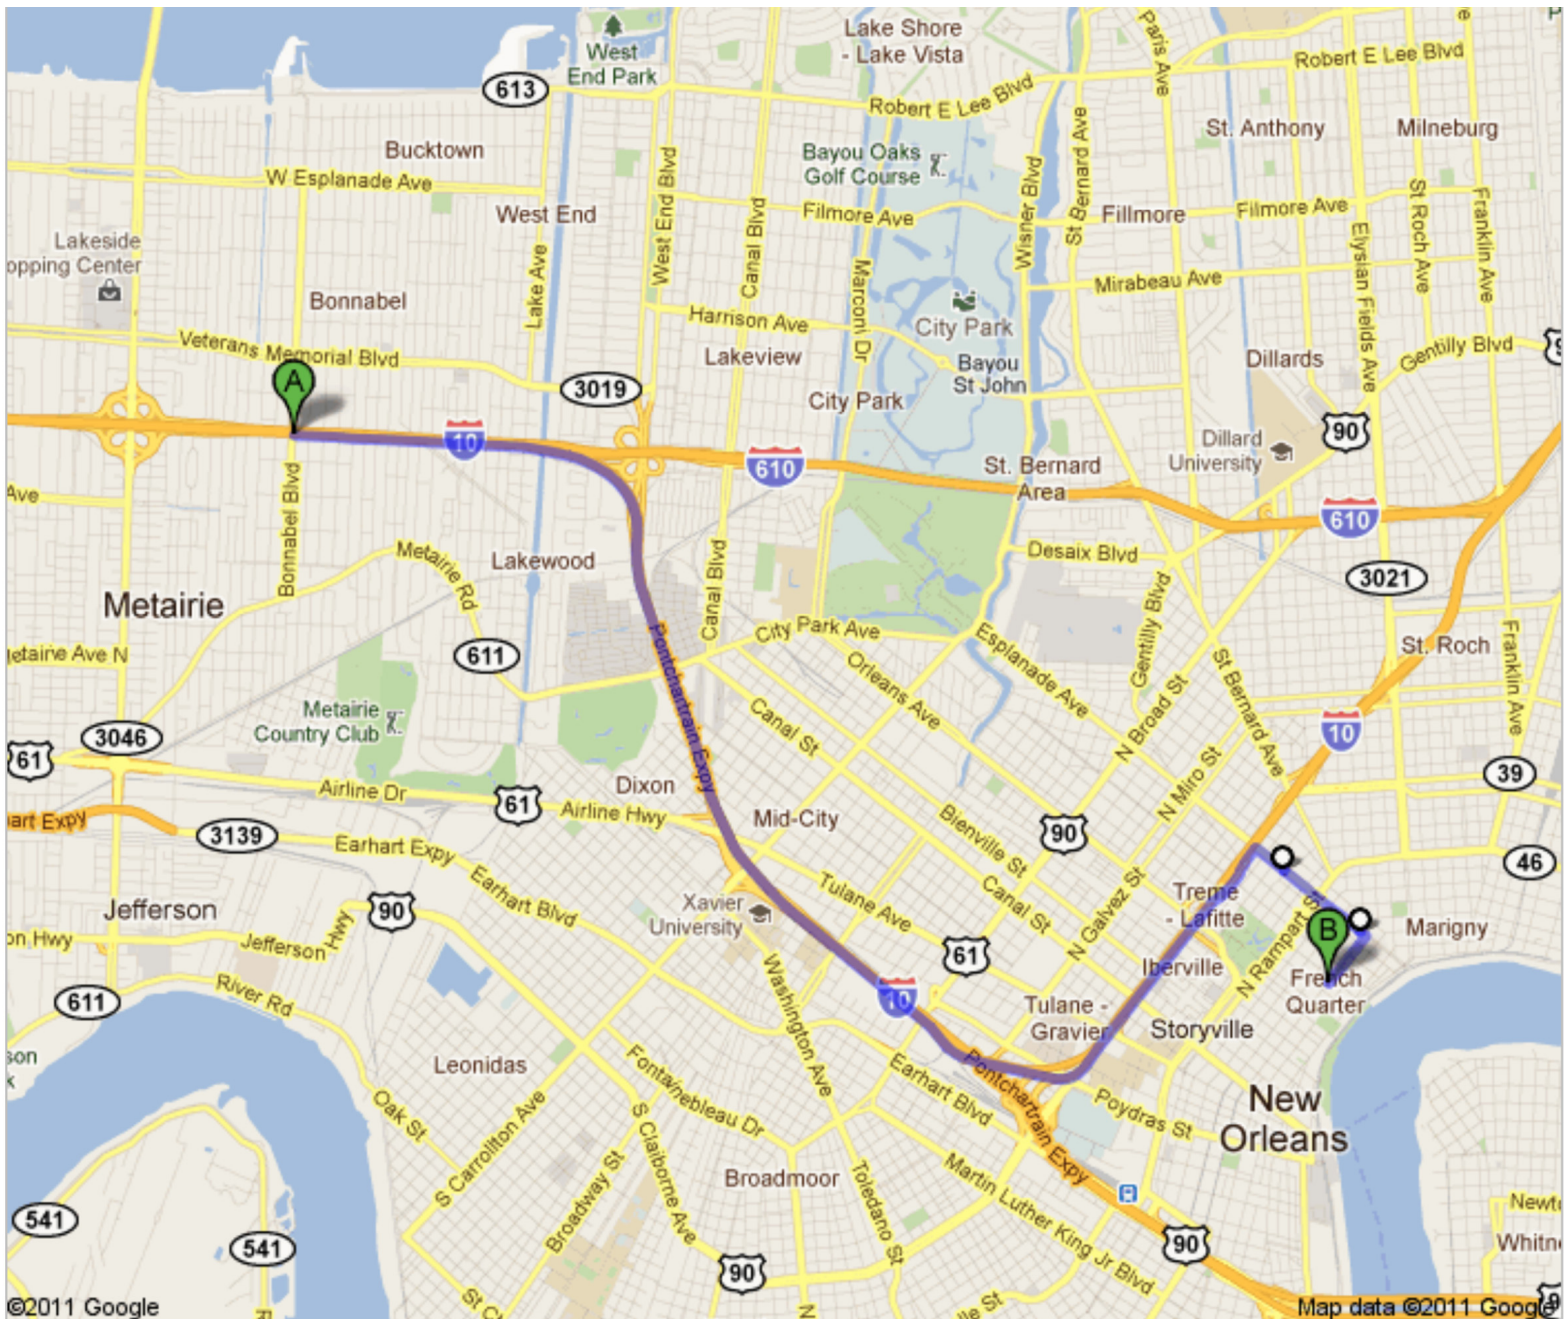 Lake Shore
- Lake Vista
West
End Park
Paris Ave
Robert E Lee Blvd
613
Robert E Lee Blvd
Bucktown
St. Anthony
Milneburg
Bayou Oaks
Golf Course
W Esplanade Ave
West End
West End Blvd
Canal Blvd
Filmore Ave
Wisner Blvd
St Bernard Ave
Fillmore
Filmore Ave
St Roch Ave
Franklin Ave
Lakeside
opping Center
Lake Ave
Marconi Dr
Elysian Fields Ave
Mirabeau Ave
Bonnabel
Harrison Ave
City Park
Veterans Memorial Blvd
Lakeview
Bayou
St John
Dillards
Gentilly Blvd
A
3019
City Park
90
10
610
Dillard
University
St. Bernard
Area
Ave
Bonnabel Blvd
610
Metairie Rd
Lakewood
Canal Blvd
Desaix Blvd
3021
Metairie
Gentilly Blvd
City Park Ave
Pontchartrain Expy
611
etairie Ave N
Orleans Ave
Esplanade Ave
St Bernard Ave
St. Roch
Franklin Ave
Metairie
Country Club
3046
61
Canal St
N Broad St
10
N Miro St
39
Dixon
Airline Dr
61
Airline Hwy
Mid-City
art Expy
3139
Earhart Expy
Bienville St
90
46
Earhart Blvd
Tulane Ave
Canal St
N Galvez St
Treme
- Lafitte
Xavier
University
Jefferson
90
N Rampart St
B
Marigny
on Hwy
Jefferson Hwy
61
Iberville
French
Quarter
River Rd
611
Washington Ave
10
Tulane -
Gravier
Storyville
son
k
Leonidas
Fontainebleau Dr
Pontchartrain Expy
Earhart Blvd
Poydras St
New
Orleans
Oak St
S Carrollton Ave
S Claiborne Ave
Broadmoor
Toledano St
Martin Luther King Jr Blvd
Broadway St
541
541
90
90
Newt
Whitn
St C
N
lle St
R
©2011 Google
Map data ©2011 Google